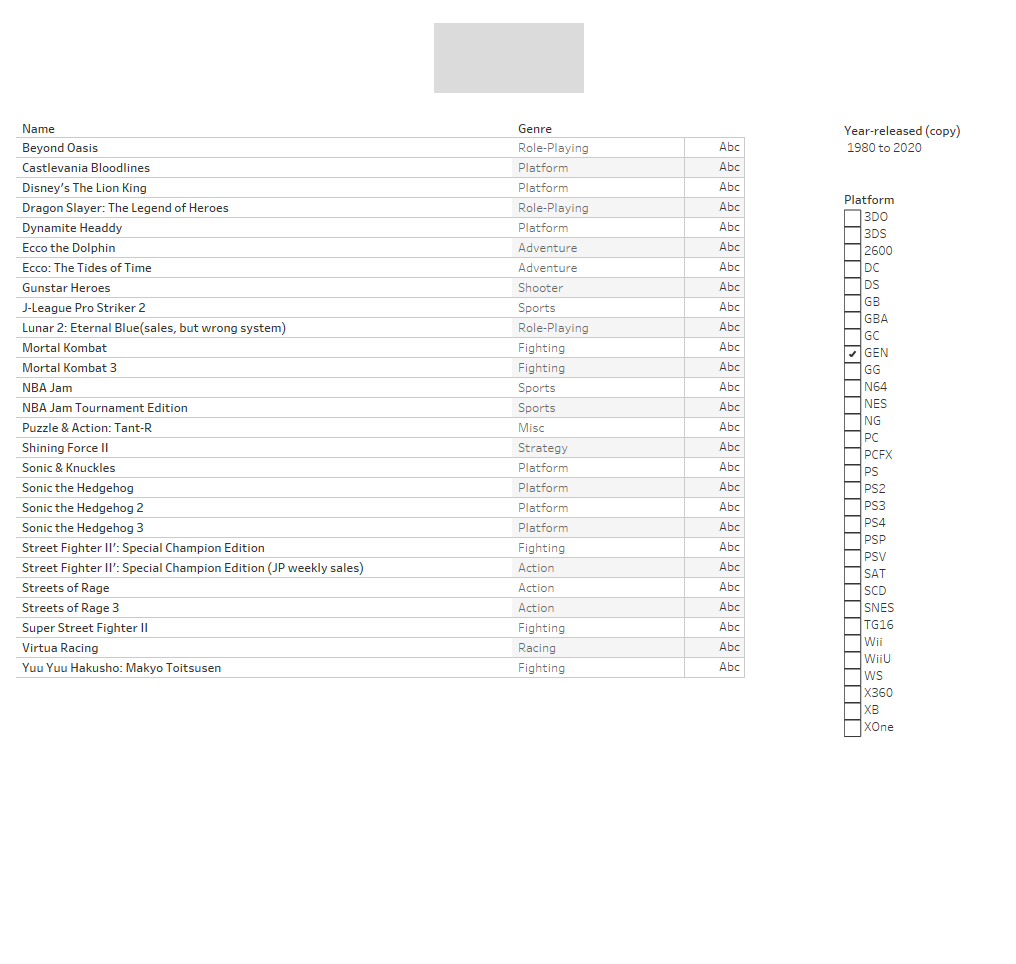 Name Genre
Beyond Oasis Role-Playing Abc
Castlevania Bloodlines Platform Abc
Disney’s The Lion King Platform Abc
Dragon Slayer: The Legend of Heroes Role-Playing Abc
Dynamite Headdy Platform Abc
Ecco the Dolphin Adventure Abc
Ecco: The Tides of Time Adventure Abc
Gunstar Heroes Shooter Abc
J-League Pro Striker 2 Sports Abc
Lunar 2: Eternal Blue(sales, but wrong system) Role-Playing Abc
Mortal Kombat Fighting Abc
Mortal Kombat 3 Fighting Abc
NBA Jam Sports Abc
NBA Jam Tournament Edition Sports Abc
Puzzle & Action: Tant-R Misc Abc
Shining Force II Strategy Abc
Sonic & Knuckles Platform Abc
Sonic the Hedgehog Platform Abc
Sonic the Hedgehog 2 Platform Abc
Sonic the Hedgehog 3 Platform Abc
Street Fighter II’: Special Champion Edition Fighting Abc
Street Fighter II’: Special Champion Edition (JP weekly sales) Action Abc
Streets of Rage Action Abc
Streets of Rage 3 Action Abc
Super Street Fighter II Fighting Abc
Virtua Racing Racing Abc
Yuu Yuu Hakusho: Makyo Toitsusen Fighting Abc
Year-released (copy)
1980 to 2020
Platform
3DO
3DS
2600
DC
DS
GB
GBA
GC
GEN
GG
N64
NES
NG
PC
PCFX
PS
PS2
PS3
PS4
PSP
PSV
SAT
SCD
SNES
TG16
Wii
WiiU
WS
X360
XB
XOne